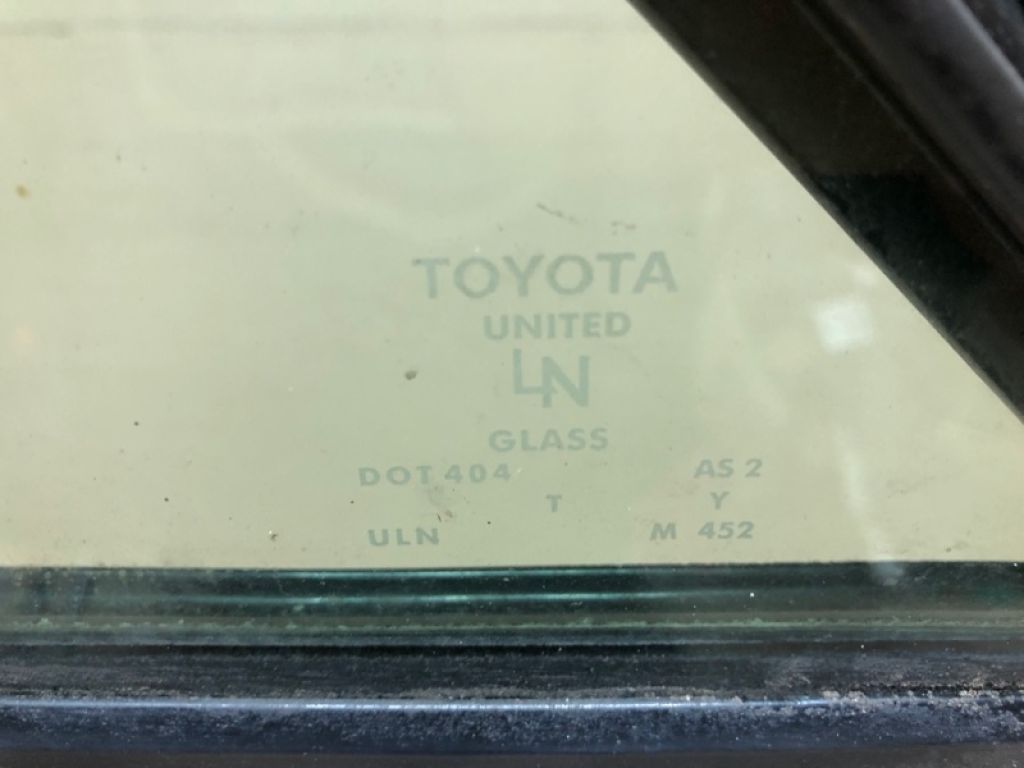 TOYOTA
UNITED
LN
GLASS
DOT 404 AS 2
T Y
ULN M 452